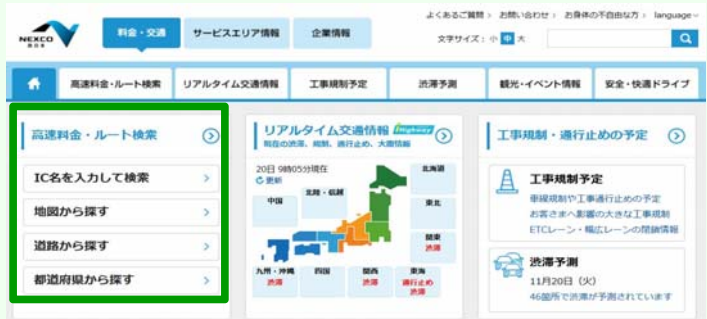 よくあるご質問 › お問い合わせ › お身体の不自由な方 › language
NEXCO
西日本
料金・交通
サービスエリア情報
企業情報
文字サイズ： 小 中 大
高速料金・ルート検索
リアルタイム交通情報
工事規制予定
渋滞予測
観光・イベント情報
安全・快適ドライブ
高速料金・ルート検索
IC名を入力して検索
地図から探す
道路から探す
都道府県から探す
リアルタイム交通情報
現在の渋滞、規制、通行止め、大雪情報
20日 9時05分現在
更新
北海道
北陸・信越
中国
東北
関東
渋滞
九州・沖縄
渋滞
四国
関西
渋滞
東海
通行止め
渋滞
工事規制・通行止めの予定
工事規制予定
車線規制や工事通行止めの予定
お客さまへ影響の大きな工事規制
ETCレーン・幅広レーンの閉鎖情報
渋滞予測
11月20日（火）
46箇所で渋滞が予測されています